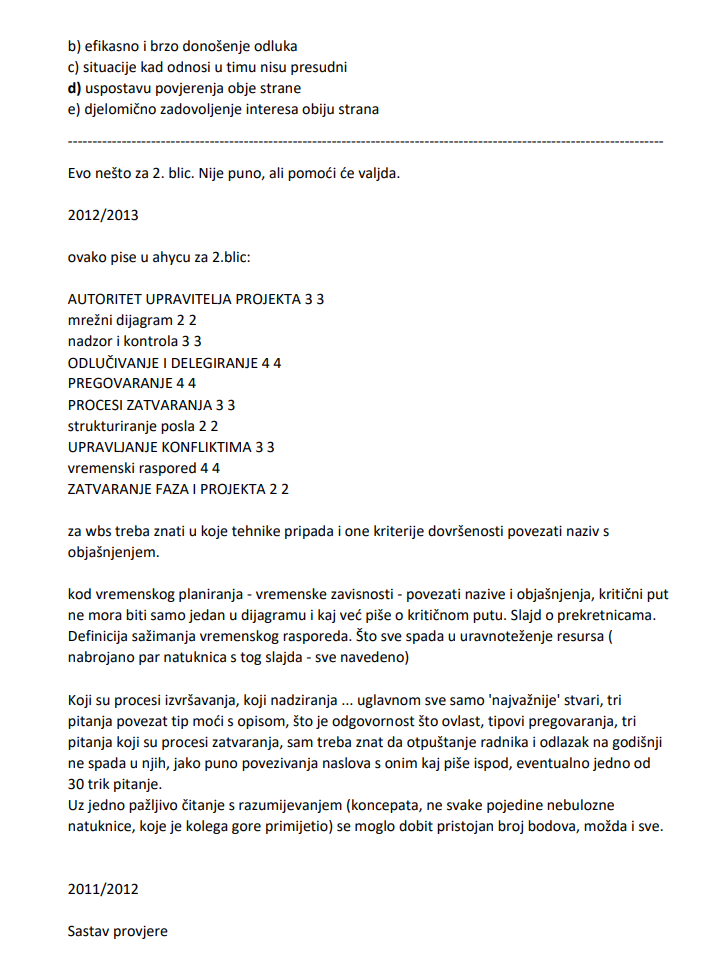 b) efikasno i brzo donošenje odluka
c) situacije kad odnosi u timu nisu presudni
d) uspostavu povjerenja obje strane
e) djelomično zadovoljenje interesa obiju strana
--------------------------------------------------------------------------------------------------------------------------
Evo nešto za 2. blic. Nije puno, ali pomoći će valjda.
2012/2013
ovako pise u ahycu za 2.blic:
AUTORITET UPRAVITELJA PROJEKTA 3 3
mrežni dijagram 2 2
nadzor i kontrola 3 3
ODLUČIVANJE I DELEGIRANJE 4 4
PREGOVARANJE 4 4
PROCESI ZATVARANJA 3 3
strukturiranje posla 2 2
UPRAVLJANJE KONFLIKTIMA 3 3
vremenski raspored 4 4
ZATVARANJE FAZA I PROJEKTA 2 2
za wbs treba znati u koje tehnike pripada i one kriterije dovršenosti povezati naziv s
objašnjenjem.
kod vremenskog planiranja - vremenske zavisnosti - povezati nazive i objašnjenja, kritični put
ne mora biti samo jedan u dijagramu i kaj već piše o kritičnom putu. Slajd o prekretnicama.
Definicija sažimanja vremenskog rasporeda. Što sve spada u uravnoteženje resursa (
nabrojano par natuknica s tog slajda - sve navedeno)
Koji su procesi izvršavanja, koji nadziranja ... uglavnom sve samo 'najvažnije' stvari, tri
pitanja povezat tip moći s opisom, što je odgovornost što ovlast, tipovi pregovaranja, tri
pitanja koji su procesi zatvaranja, sam treba znat da otpuštanje radnika i odlazak na godišnji
ne spada u njih, jako puno povezivanja naslova s onim kaj piše ispod, eventualno jedno od
30 trik pitanje.
Uz jedno pažljivo čitanje s razumijevanjem (koncepata, ne svake pojedine nebulozne
natuknice, koje je kolega gore primijetio) se moglo dobit pristojan broj bodova, možda i sve.
2011/2012
Sastav provjere